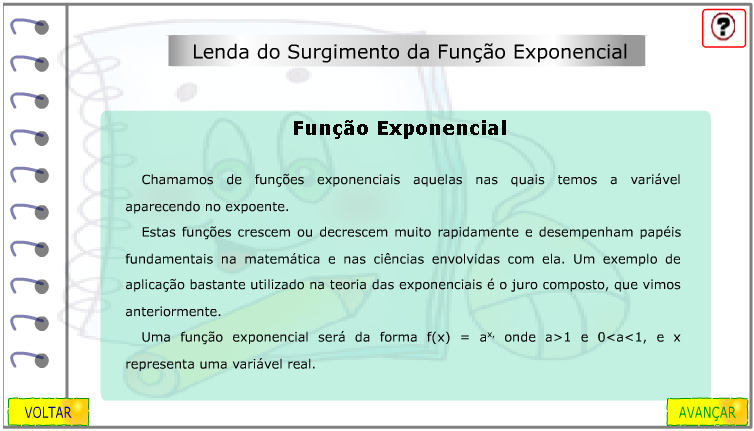 ?
Lenda do Surgimento da Função Exponencial
Função Exponencial
Chamamos de funções exponenciais aquelas nas quais temos a variável
aparecendo no expoente.
Estas funções crescem ou decrescem muito rapidamente e desempenham papéis
fundamentais na matemática e nas ciências envolvidas com ela. Um exemplo de
aplicação bastante utilizado na teoria das exponenciais é o juro composto, que vimos
anteriormente.
Uma função exponencial será da forma f(x) = aˣ, onde a>1 e 0<a<1, e x
representa uma variável real.
VOLTAR
AVANÇAR